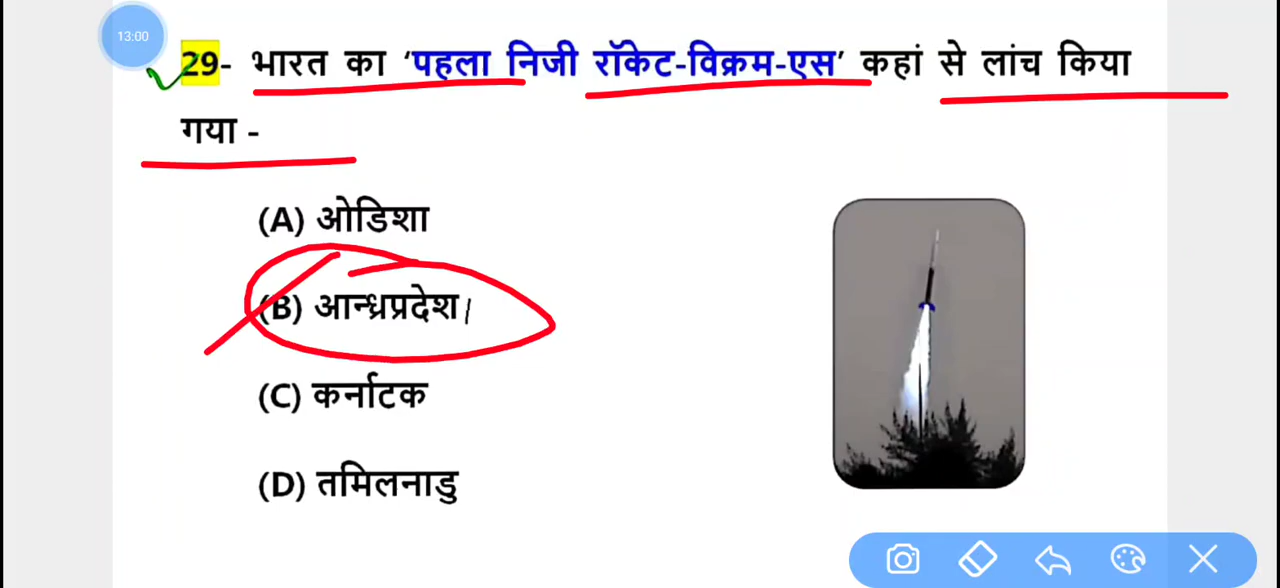 13:00
29- भारत का 'पहला निजी रॉकेट-विक्रम-एस' कहां से लांच किया
गया -
(A) ओडिशा
(B) आन्ध्रप्रदेश
(C) कर्नाटक
(D) तमिलनाडु